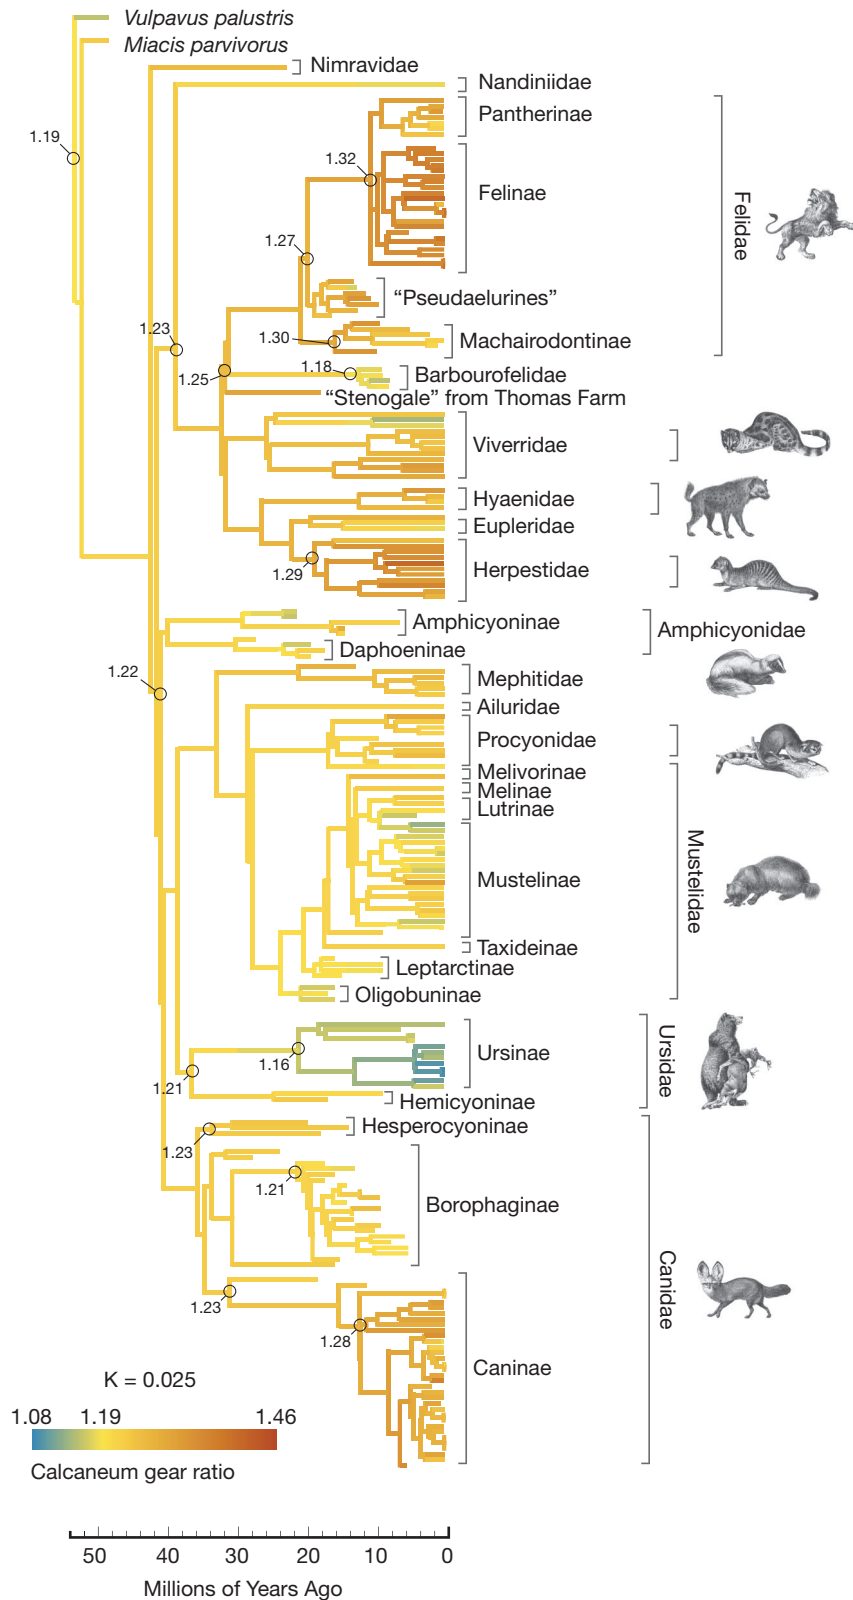 Vulpavus palustris
Miacis parvivorus
Nimravidae
Nandiniidae
Pantherinae
1.19
1.32
Felinae
Felidae
1.27
“Pseudaelurines”
1.23
1.30
Machairodontinae
1.18
1.25
Barbourofelidae
“Stenogale” from Thomas Farm
Viverridae
Hyaenidae
Eupleridae
1.29
Herpestidae
Amphicyoninae
Amphicyonidae
Daphoeninae
1.22
Mephitidae
Ailuridae
Procyonidae
Melivorinae
Melinae
Lutrinae
Mustelinae
Mustelidae
Taxideinae
Leptarctinae
Oligobuninae
Ursinae
Ursidae
1.16
1.21
Hemicyoninae
Hesperocyoninae
1.23
1.21
Borophaginae
Canidae
1.23
1.28
Caninae
K = 0.025
1.08 1.19 1.46
Calcaneum gear ratio
50 40 30 20 10 0
Millions of Years Ago